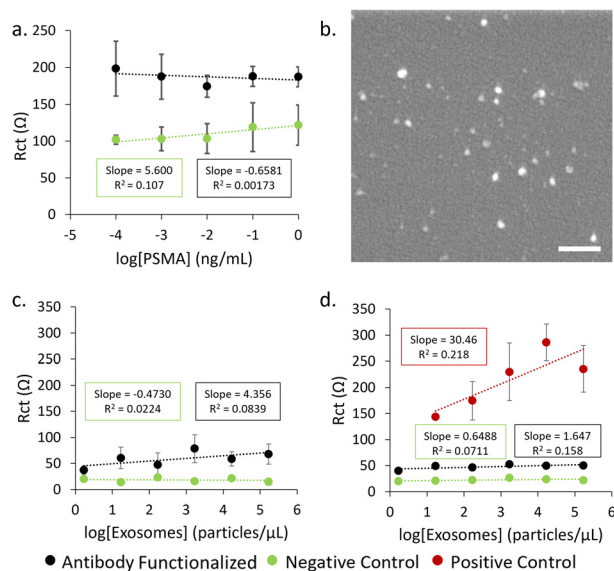 a.
250
200
150
100
50
0
Rct (Ω)
Slope = 5.600
R² = 0.107
Slope = -0.6581
R² = 0.00173
-5 -4 -3 -2 -1 0
log[PSMA] (ng/mL)
b.
c.
350
300
250
200
150
100
50
0
Rct (Ω)
Slope = -0.4730
R² = 0.0224
Slope = 4.356
R² = 0.0839
0 1 2 3 4 5 6
log[Exosomes] (particles/μL)
d.
350
300
250
200
150
100
50
0
Rct (Ω)
Slope = 30.46
R² = 0.218
Slope = 0.6488
R² = 0.0711
Slope = 1.647
R² = 0.158
0 1 2 3 4 5 6
log[Exosomes] (particles/μL)
Antibody Functionalized Negative Control Positive Control